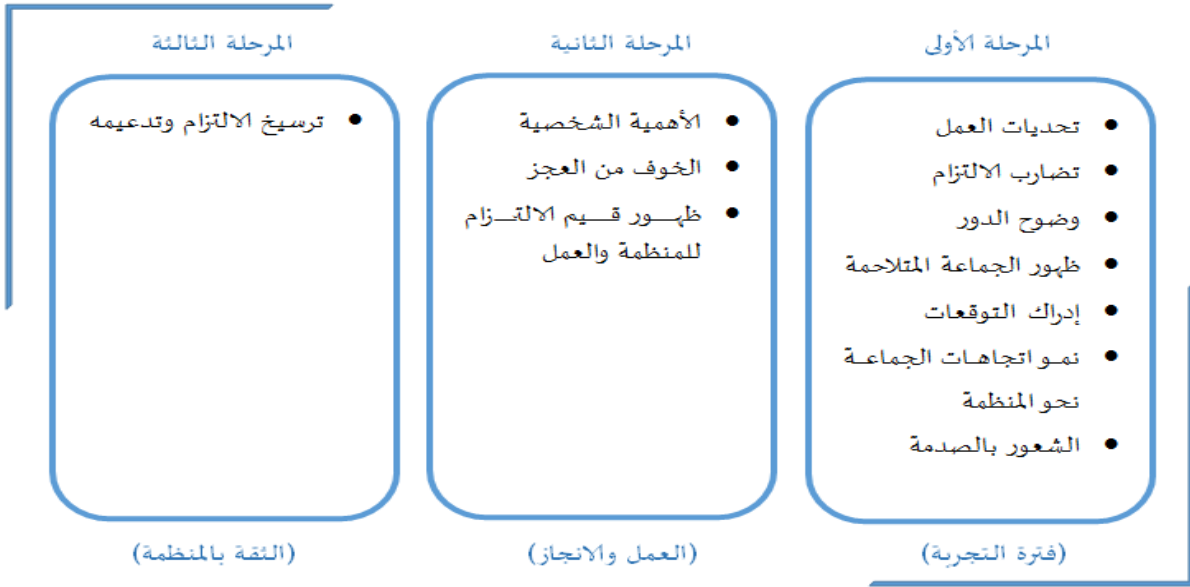 المرحلة الأولى
تحديات العمل
تضارب الالتزام
وضوح الدور
ظهور الجماعة المتلاحمة
إدراك التوقعات
نمو اتجاهات الجماعة
نحو المنظمة
الشعور بالصدمة
(فترة التجربة)
المرحلة الثانية
الأهمية الشخصية
الخوف من العجز
ظهور قيم الالتزام
للمنظمة والعمل
(العمل والانجاز)
المرحلة الثالثة
ترسيخ الالتزام وتدعيمه
(الثقة بالمنظمة)